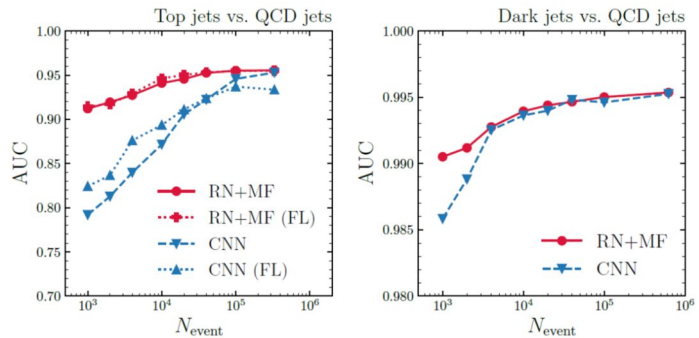 Top jets vs. QCD jets
1.00
0.95
0.90
0.85
0.80
0.75
0.70
AUC
RN+MF
RN+MF (FL)
CNN
CNN (FL)
10³ 10⁴ 10⁵ 10⁶
N_event
Dark jets vs. QCD jets
1.000
0.995
0.990
0.985
0.980
AUC
RN+MF
CNN
10³ 10⁴ 10⁵ 10⁶
N_event